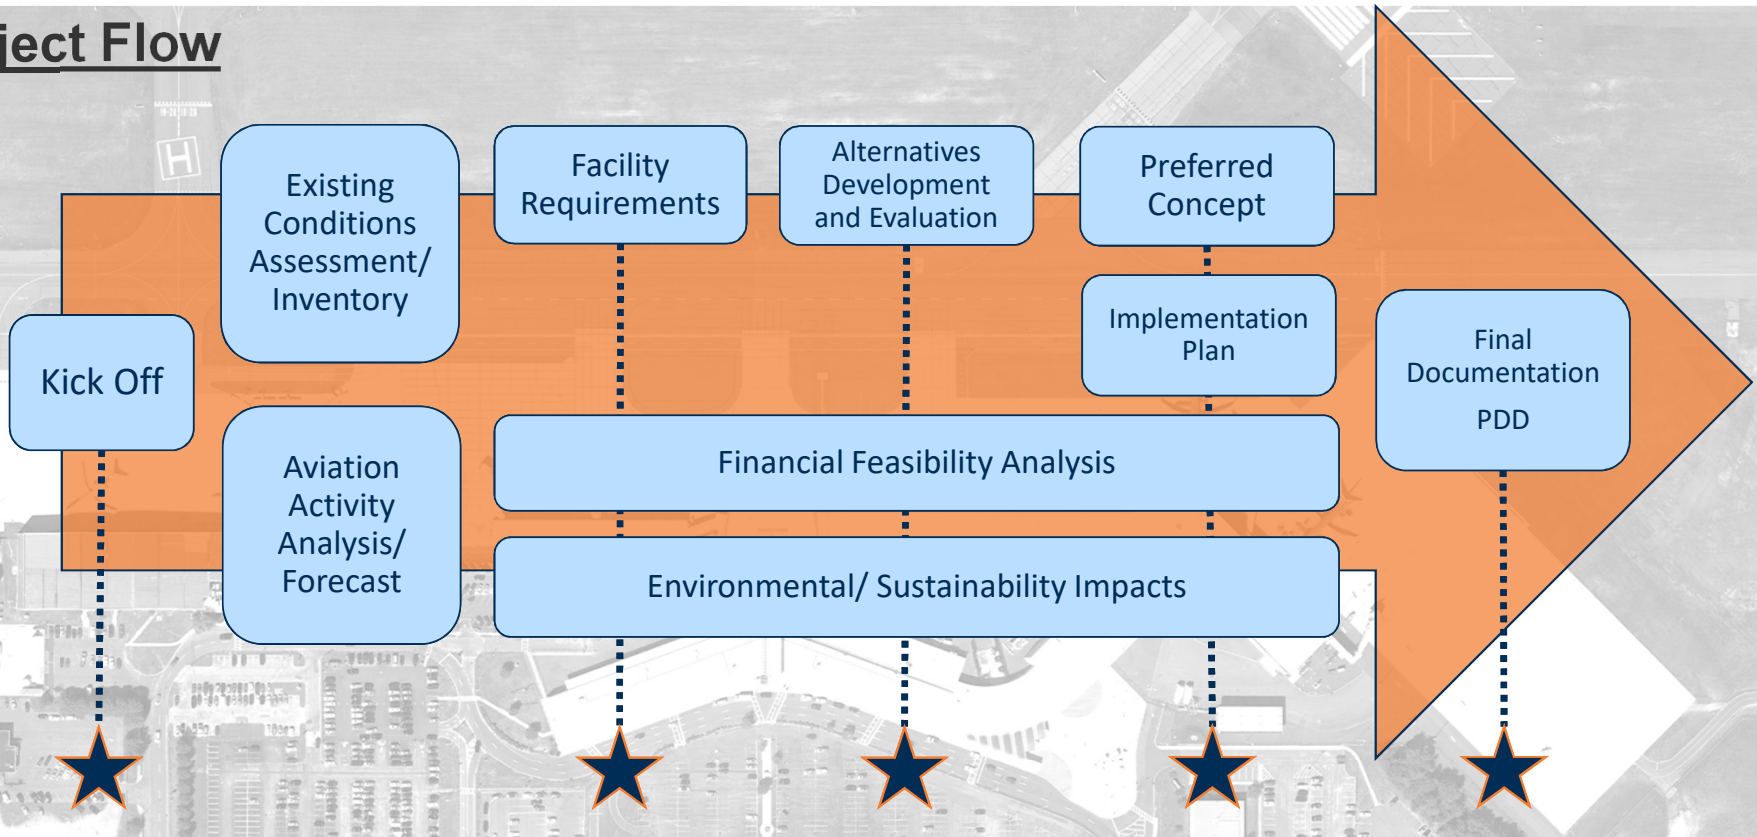 ject Flow
H
Existing
Conditions
Assessment/
Inventory
Facility
Requirements
Alternatives
Development
and Evaluation
Preferred
Concept
Implementation
Plan
Kick Off
Final
Documentation
PDD
Aviation
Activity
Analysis/
Forecast
Financial Feasibility Analysis
Environmental/ Sustainability Impacts